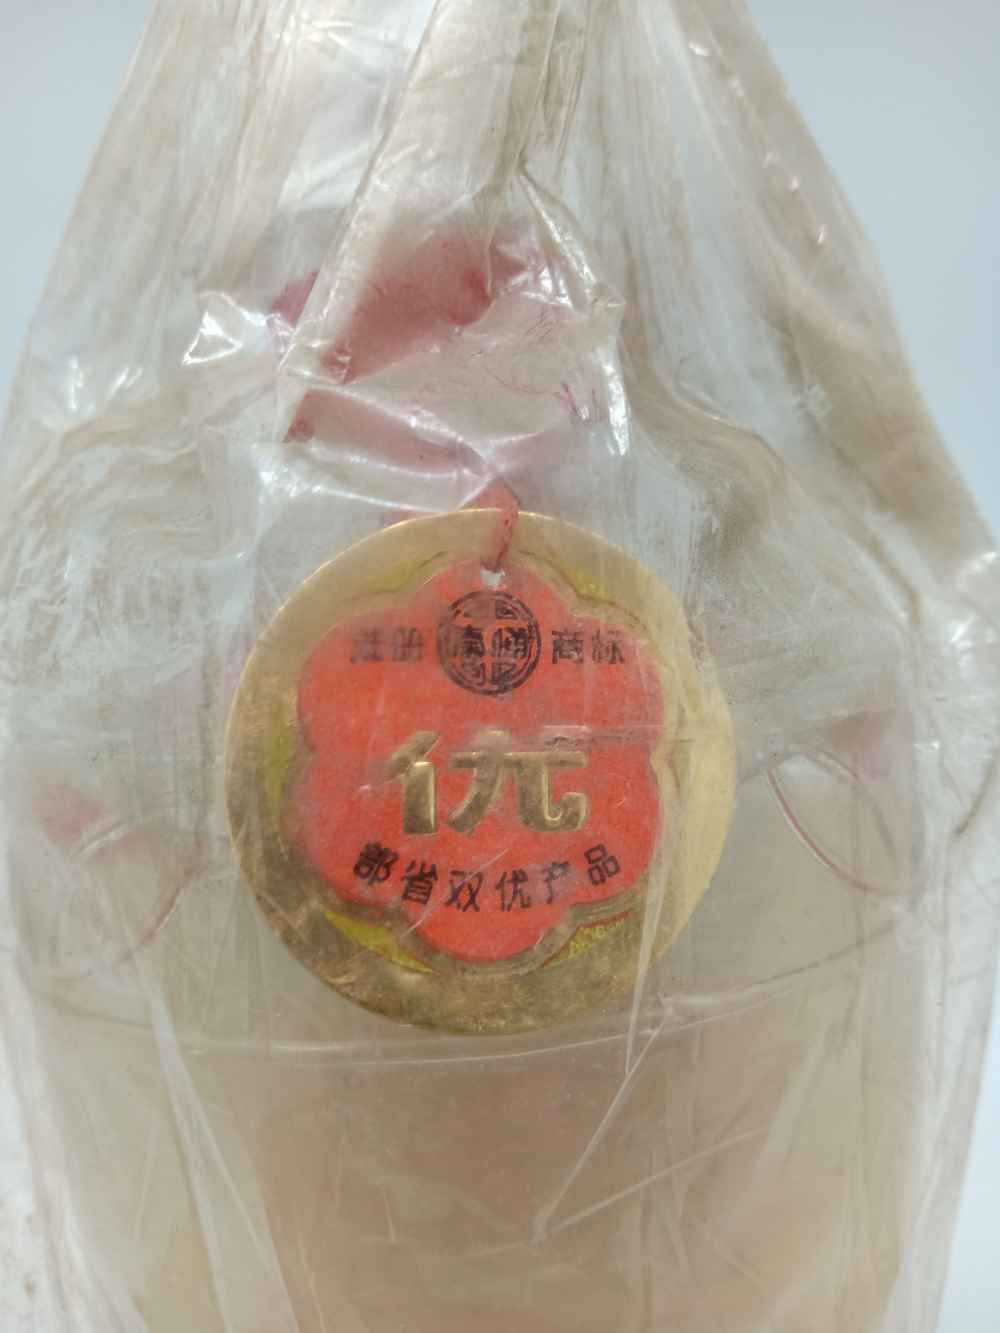 注册 商标
优
部省双优产品